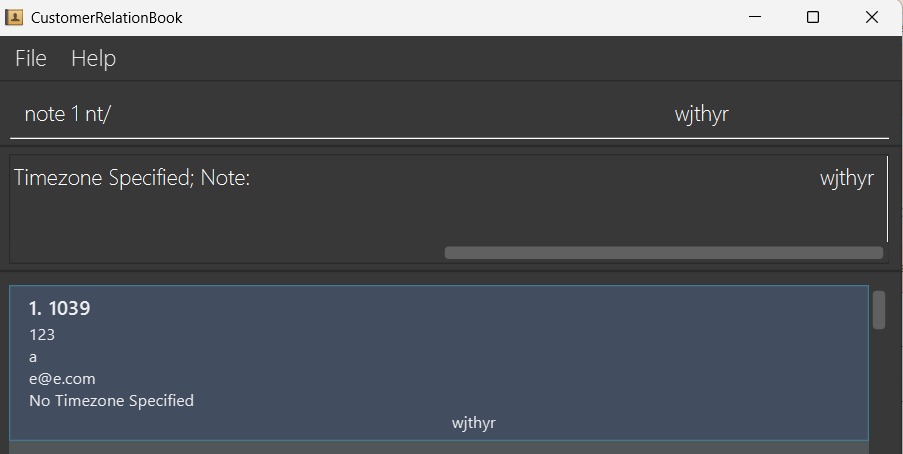 CustomerRelationBook
File Help
note 1 nt/ wjthyr
Timezone Specified; Note: wjthyr
1. 1039
123
a
e@e.com
No Timezone Specified
wjthyr